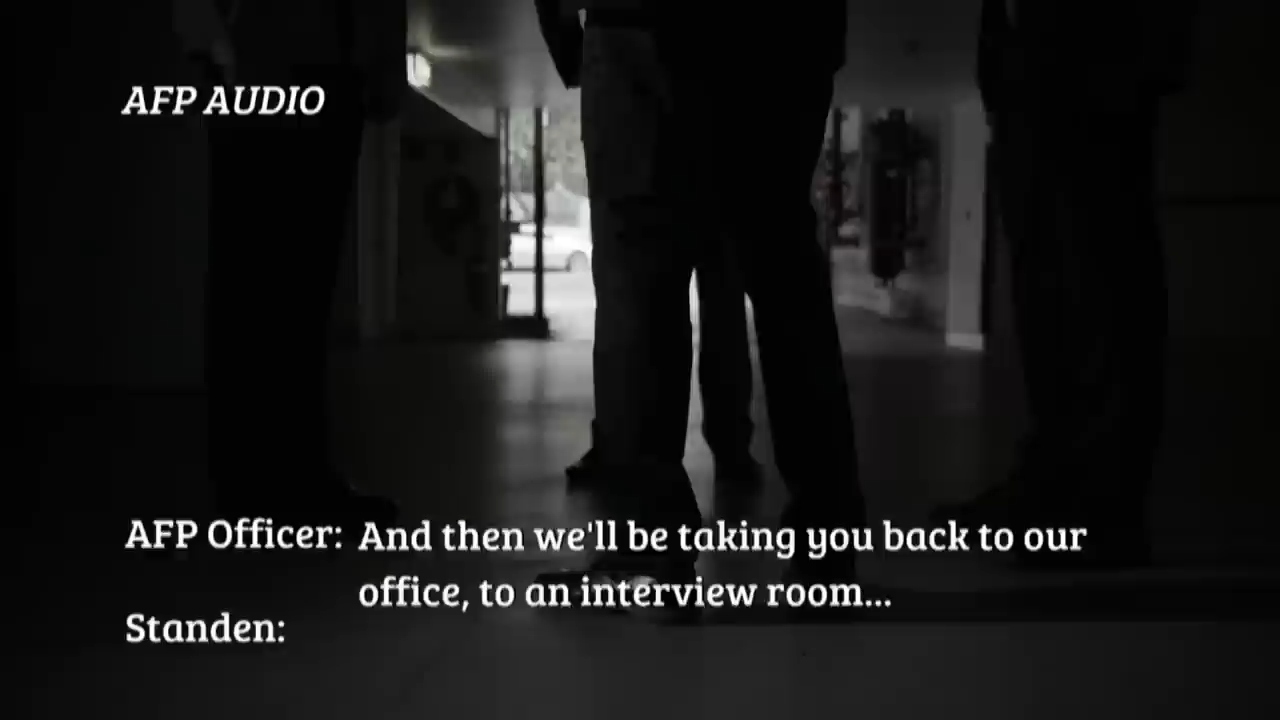 AFP AUDIO
AFP Officer: And then we'll be taking you back to our
office, to an interview room...
Standen: